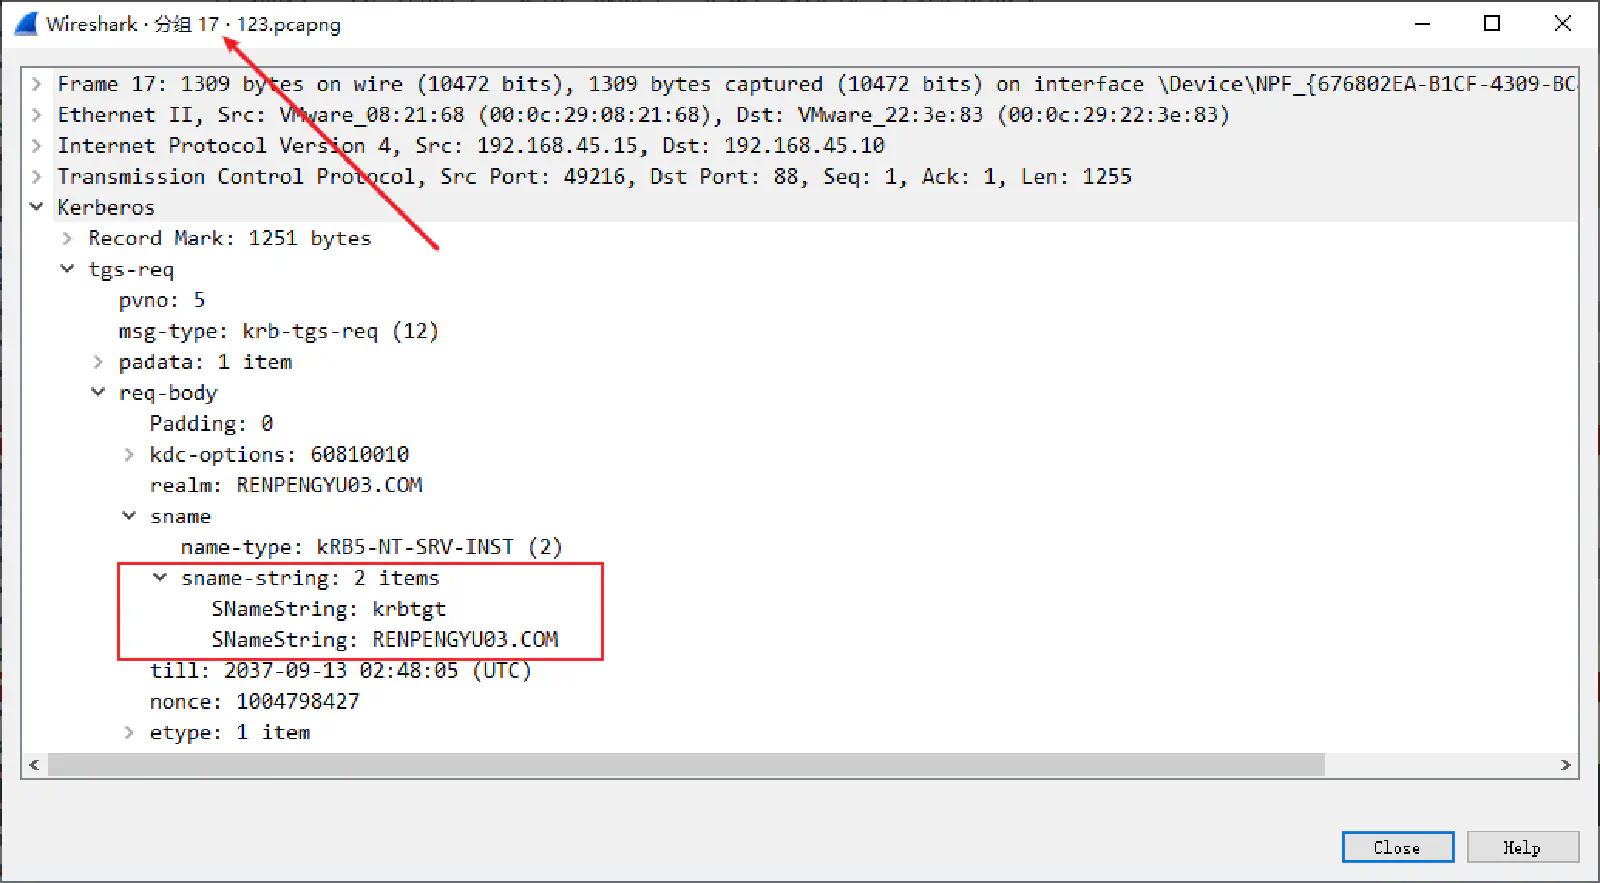 Wireshark · 分组 17 · 123.pcapng
Frame 17: 1309 bytes on wire (10472 bits), 1309 bytes captured (10472 bits) on interface \Device\NPF_{676802EA-B1CF-4309-BC
Ethernet II, Src: VMware_08:21:68 (00:0c:29:08:21:68), Dst: VMware_22:3e:83 (00:0c:29:22:3e:83)
Internet Protocol Version 4, Src: 192.168.45.15, Dst: 192.168.45.10
Transmission Control Protocol, Src Port: 49216, Dst Port: 88, Seq: 1, Ack: 1, Len: 1255
Kerberos
Record Mark: 1251 bytes
tgs-req
pvno: 5
msg-type: krb-tgs-req (12)
padata: 1 item
req-body
Padding: 0
kdc-options: 60810010
realm: RENPENGYU03.COM
sname
name-type: kRB5-NT-SRV-INST (2)
sname-string: 2 items
SNameString: krbtgt
SNameString: RENPENGYU03.COM
till: 2037-09-13 02:48:05 (UTC)
nonce: 1004798427
etype: 1 item
Close
Help